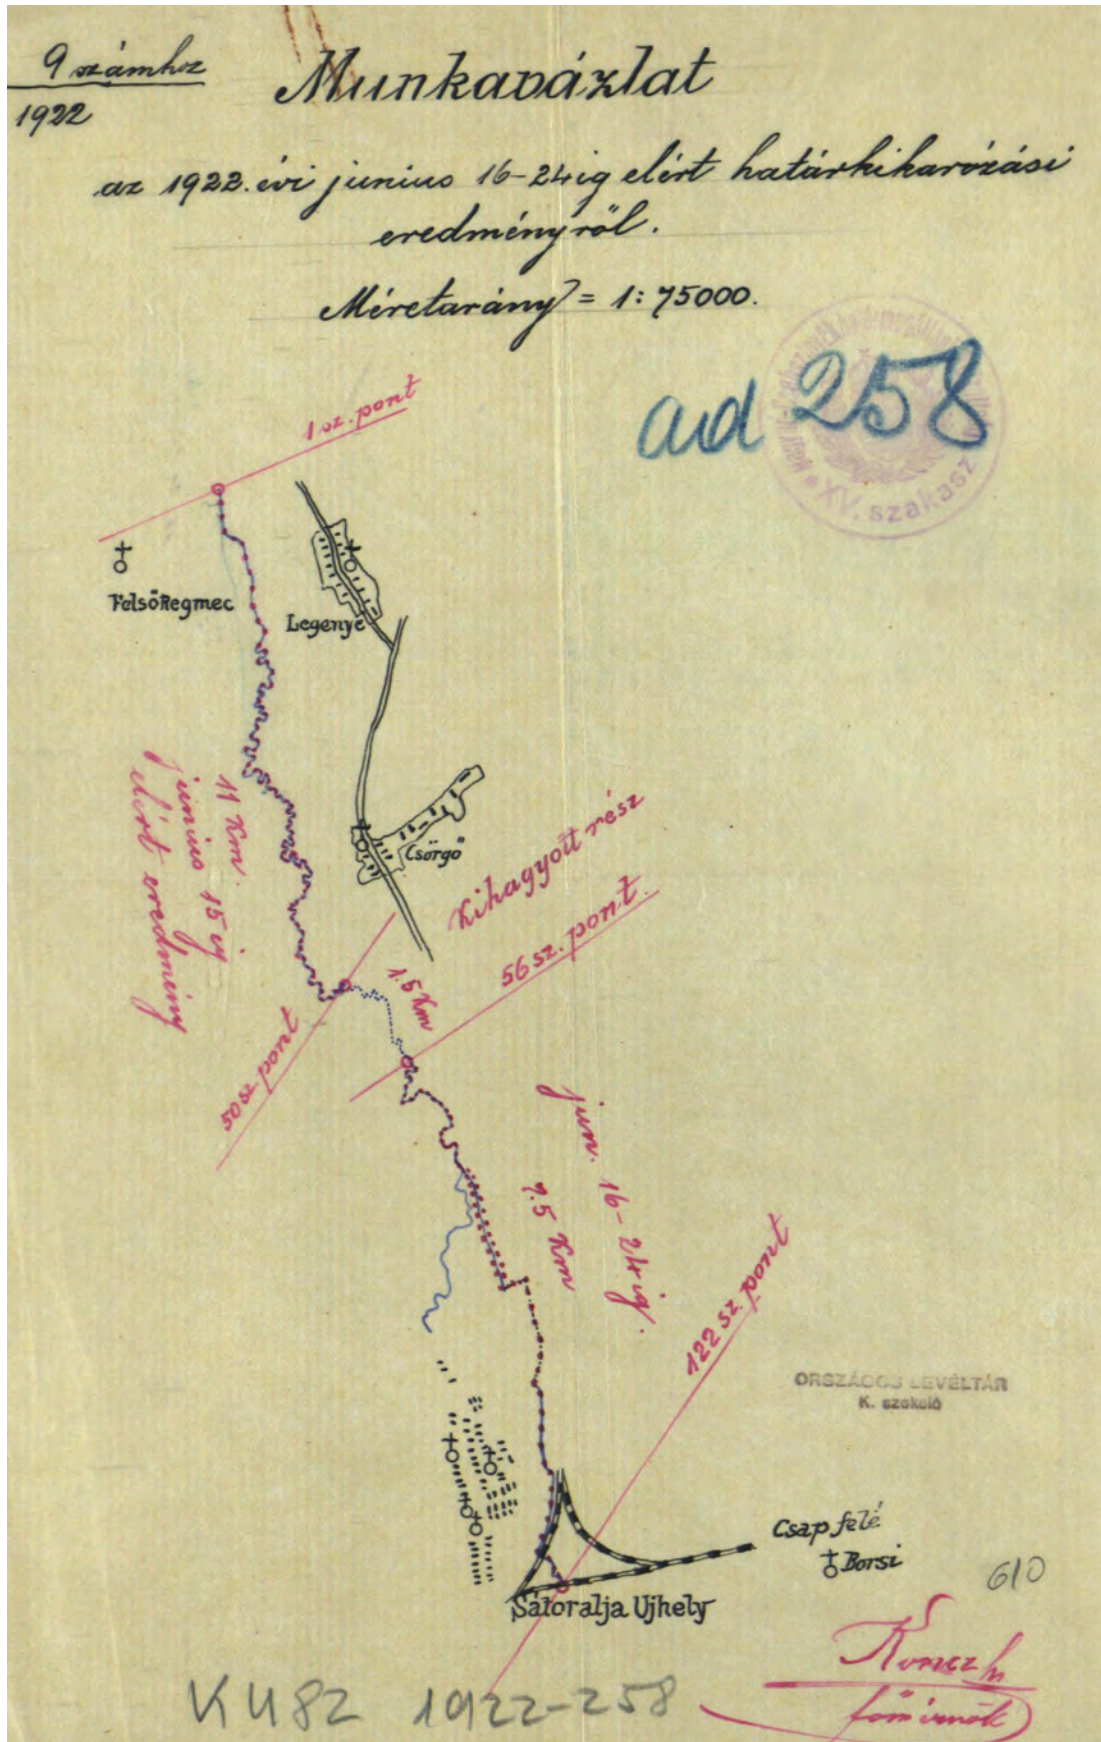 9 számhoz
1922
Munkavázlat
az 1922. évi junius 16-24ig elért határkikarózási
eredményről.
Méretarány = 1:75000.
ad 258
XV. szakasz
1 sz. pont
FelsőRegmec
Legenye
11 Km.
junius 15 ig
elért eredmény
Csörgő
Kihagyott rész
56 sz. pont.
1.5 Km
50 sz pont
jun. 16-24ig.
7.5 Km
122 sz. pont
ORSZÁGOS LEVÉLTÁR
K. szekció
Csap felé
Borsi
610
Sátoralja Ujhely
főmérnök
K 482 1922-258